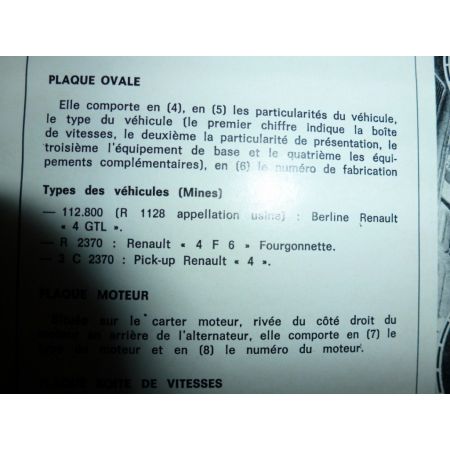 PLAQUE OVALE
Elle comporte en (4), en (5) les particularités du véhicule,
le type du véhicule (le premier chiffre indique la boîte
de vitesses, le deuxième la particularité de présentation, le
troisième l'équipement de base et le quatrième les équi-
pements complémentaires), en (6) le numéro de fabrication
Types des véhicules (Mines)
— 112.800 (R 1128 appellation usine) : Berline Renault
« 4 GTL ».
— R 2370 : Renault « 4 F 6 » Fourgonnette.
— 3 C 2370 : Pick-up Renault « 4 ».
PLAQUE MOTEUR
Située sur le carter moteur, rivée du côté droit du
moteur en arrière de l'alternateur, elle comporte en (7) le
type du moteur et en (8) le numéro du moteur.
PLAQUE BOITE DE VITESSES